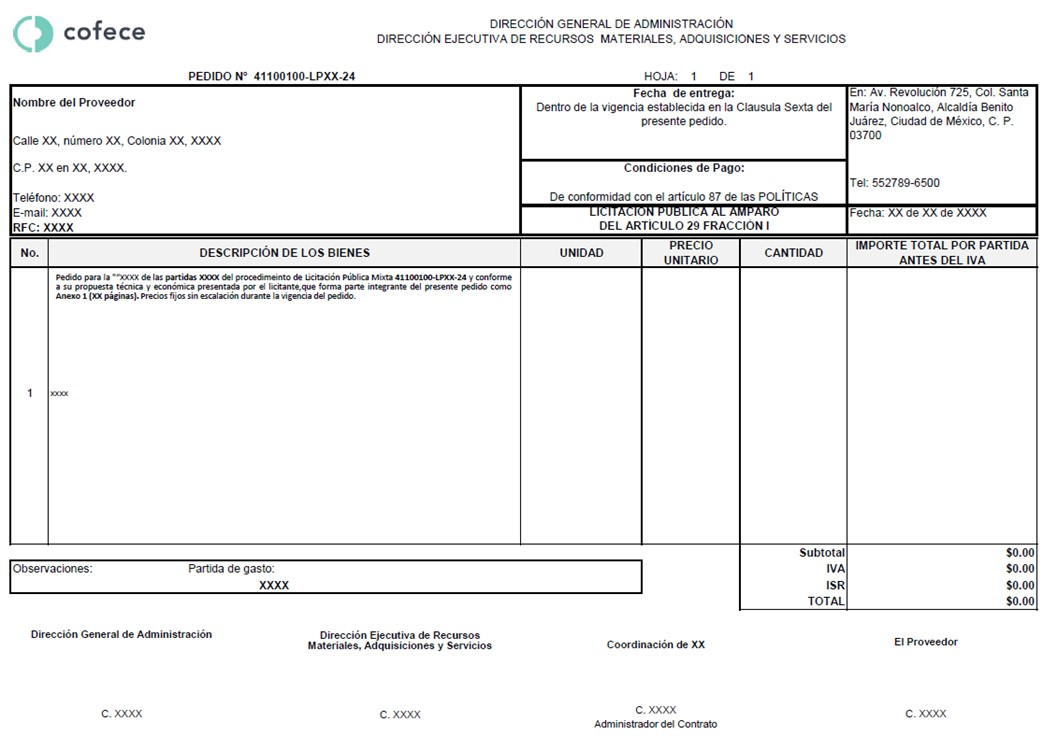 cofece
DIRECCIÓN GENERAL DE ADMINISTRACIÓN
DIRECCIÓN EJECUTIVA DE RECURSOS MATERIALES, ADQUISICIONES Y SERVICIOS
PEDIDO N° 41100100-LPXX-24
HOJA: 1 DE 1
Nombre del Proveedor
Calle XX, número XX, Colonia XX, XXXX
C.P. XX en XX, XXXX.
Teléfono: XXXX
E-mail: XXXX
RFC: XXXX
Fecha de entrega:
Dentro de la vigencia establecida en la Clausula Sexta del
presente pedido.
Condiciones de Pago:
De conformidad con el artículo 87 de las POLÍTICAS
LICITACIÓN PÚBLICA AL AMPARO
DEL ARTÍCULO 29 FRACCIÓN I
En: Av. Revolución 725, Col. Santa
María Nonoalco, Alcaldía Benito
Juárez, Ciudad de México, C. P.
03700
Tel: 552789-6500
Fecha: XX de XX de XXXX
No.
DESCRIPCIÓN DE LOS BIENES
UNIDAD
PRECIO
UNITARIO
CANTIDAD
IMPORTE TOTAL POR PARTIDA
ANTES DEL IVA
Pedido para la ""XXXX de las partidas XXXX del procedimeinto de Licitación Pública Mixta 41100100-LPXX-24 y conforme
a su propuesta técnica y económica presentada por el licitante,que forma parte integrante del presente pedido como
Anexo 1 (XX páginas). Precios fijos sin escalación durante la vigencia del pedido.
1
xxxx
Subtotal $0.00
IVA $0.00
ISR $0.00
TOTAL $0.00
Observaciones: Partida de gasto:
XXXX
Dirección General de Administración
Dirección Ejecutiva de Recursos
Materiales, Adquisiciones y Servicios
Coordinación de XX
El Proveedor
C. XXXX
C. XXXX
C. XXXX
Administrador del Contrato
C. XXXX